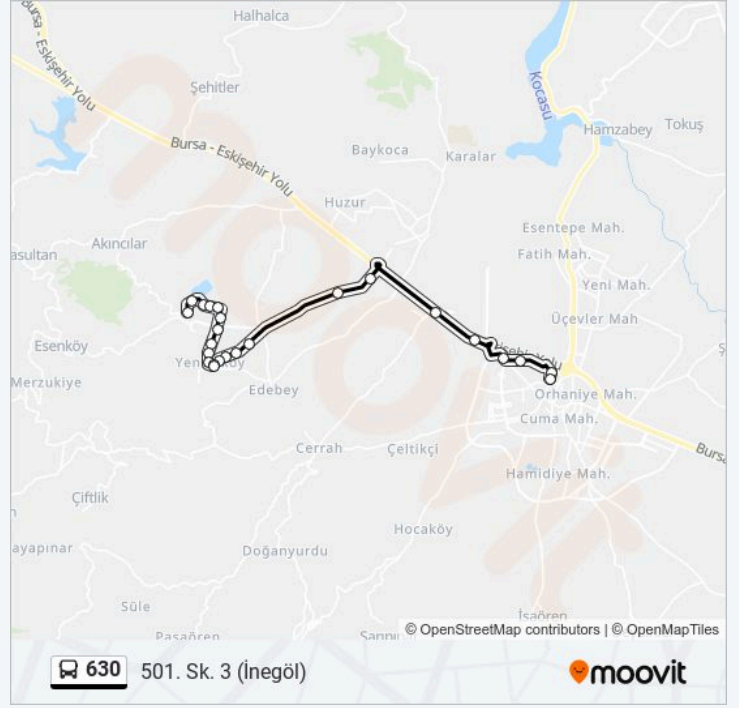 Halhalca
Bursa - Eskişehir Yolu
Şehitler
Kocasu
Hamzabey
Tokuş
Bursa - Eskişehir Yolu
Baykoca
Karalar
Huzur
Esentepe Mah.
Akıncılar
Fatih Mah.
asultan
Yeni Mah.
Üçevler Mah
Esenköy
Merzukiye
Edebey
Orhaniye Mah.
Cuma Mah.
Cerrah
Çeltikçi
Bursa
Hamidiye Mah.
Çiftlik
Hocaköy
ayapınar
Doğanyurdu
Süle
İsaören
Paşaören
© OpenStreetMap contributors | © OpenMapTiles
630 501. Sk. 3 (İnegöl)
moovit